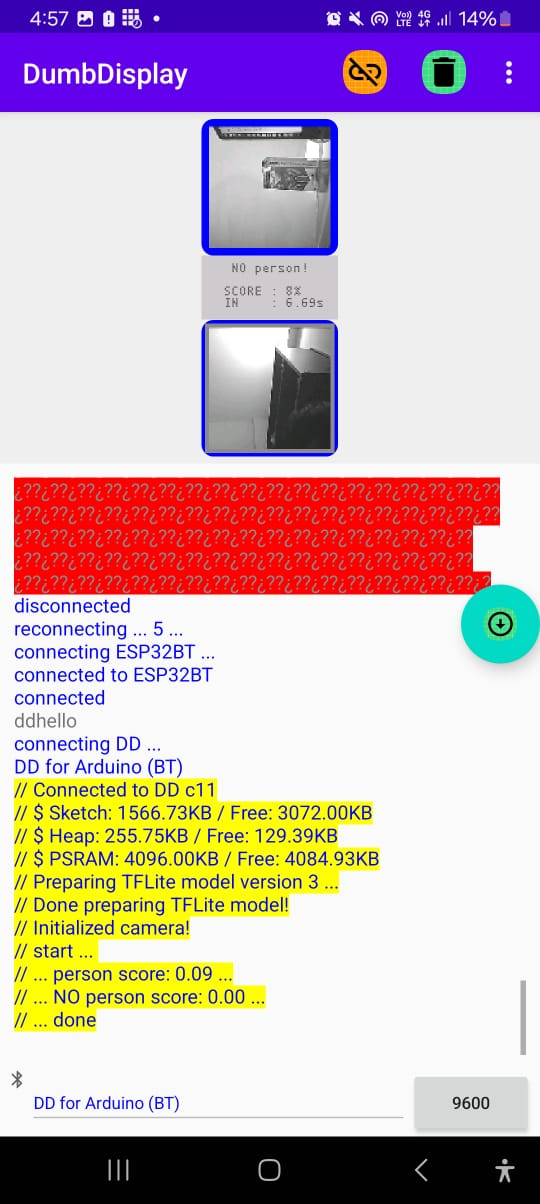 4:57
Vo)) 4G LTE 14%
DumbDisplay
NO person!
SCORE : 8%
IN : 6.69s
¿??¿??¿??¿??¿??¿??¿??¿??¿??¿??¿??¿??¿??¿??¿??¿??¿??¿??
¿??¿??¿??¿??¿??¿??¿??¿??¿??¿??¿??¿??¿??¿??¿??¿??¿??¿??
¿??¿??¿??¿??¿??¿??¿??¿??¿??¿??¿??¿??¿??¿??¿??¿??¿??
¿??¿??¿??¿??¿??¿??¿??¿??¿??¿??¿??¿??¿??¿??¿??¿??¿??
¿??¿??¿??¿??¿??¿??¿??¿??¿??¿??¿??¿??¿??¿??¿??¿??¿??¿
disconnected
reconnecting ... 5 ...
connecting ESP32BT ...
connected to ESP32BT
connected
ddhello
connecting DD ...
DD for Arduino (BT)
// Connected to DD c11
// $ Sketch: 1566.73KB / Free: 3072.00KB
// $ Heap: 255.75KB / Free: 129.39KB
// $ PSRAM: 4096.00KB / Free: 4084.93KB
// Preparing TFLite model version 3 ...
// Done preparing TFLite model!
// Initialized camera!
// start ...
// ... person score: 0.09 ...
// ... NO person score: 0.00 ...
// ... done
DD for Arduino (BT)
9600